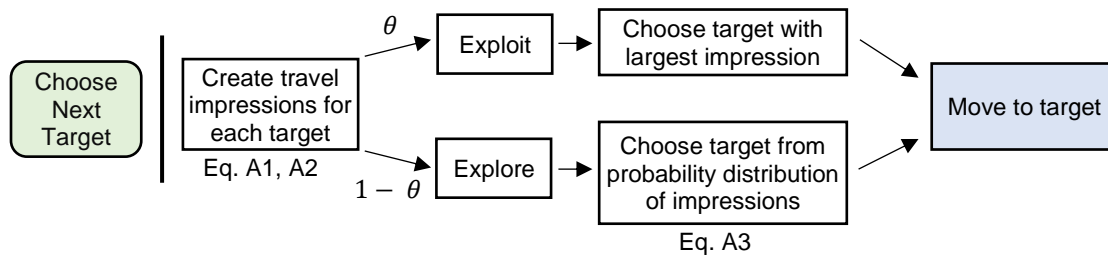 Choose
Next
Target
Create travel
impressions for
each target
Eq. A1, A2
θ
Exploit
Choose target with
largest impression
1 − θ
Explore
Choose target from
probability distribution
of impressions
Eq. A3
Move to target